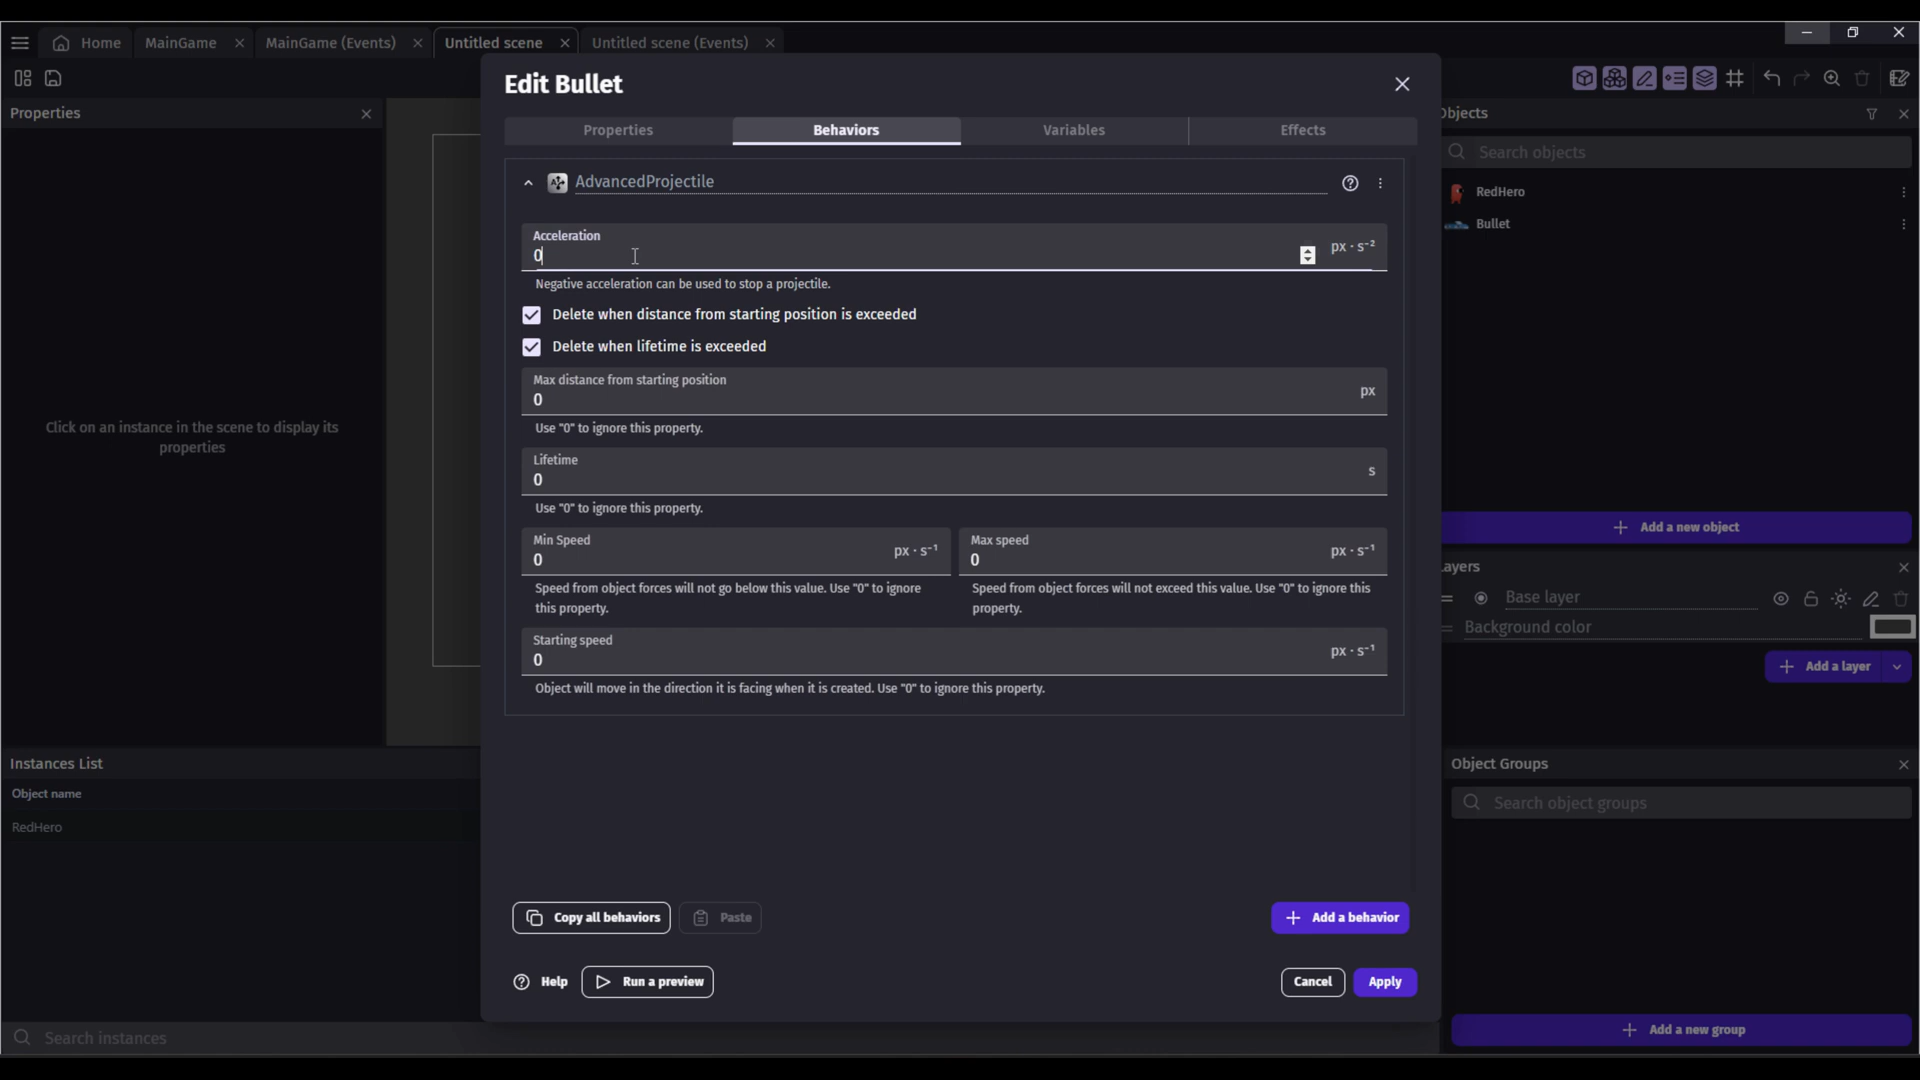 Home
MainGame
MainGame (Events)
Untitled scene
Untitled scene (Events)
Properties
Click on an instance in the scene to display its
properties
Instances List
Object name
RedHero
Search instances
Edit Bullet
Properties
Behaviors
Variables
Effects
AdvancedProjectile
Acceleration
0
px · s⁻²
Negative acceleration can be used to stop a projectile.
Delete when distance from starting position is exceeded
Delete when lifetime is exceeded
Max distance from starting position
0
px
Use "0" to ignore this property.
Lifetime
0
s
Use "0" to ignore this property.
Min Speed
0
px · s⁻¹
Speed from object forces will not go below this value. Use "0" to ignore
this property.
Max speed
0
px · s⁻¹
Speed from object forces will not exceed this value. Use "0" to ignore this
property.
Starting speed
0
px · s⁻¹
Object will move in the direction it is facing when it is created. Use "0" to ignore this property.
Copy all behaviors
Paste
Add a behavior
Help
Run a preview
Cancel
Apply
Objects
Search objects
RedHero
Bullet
Add a new object
ayers
Base layer
Background color
Add a layer
Object Groups
Search object groups
Add a new group